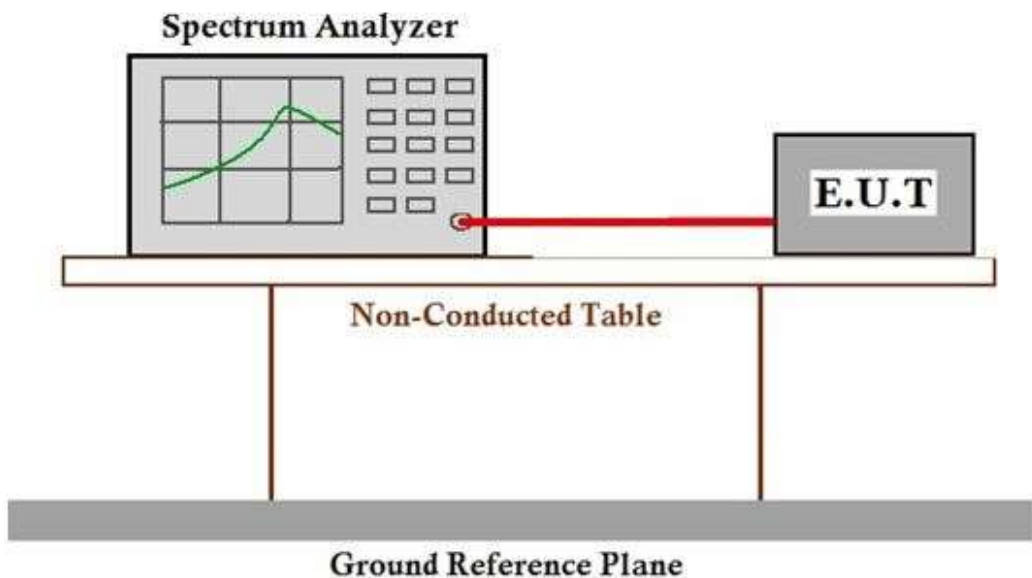 Spectrum Analyzer
E.U.T
Non-Conducted Table
Ground Reference Plane